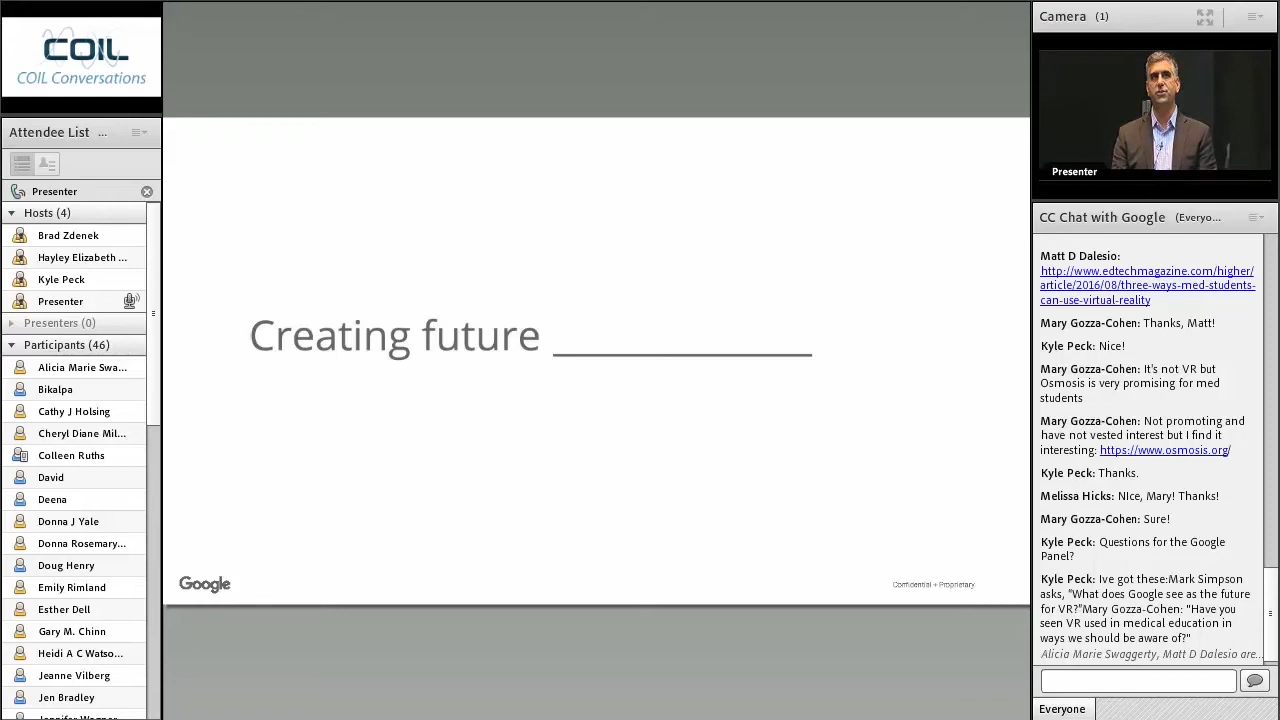 COIL
COIL Conversations
Attendee List ...
Presenter
Hosts (4)
Brad Zdenek
Hayley Elizabeth ...
Kyle Peck
Presenter
Presenters (0)
Participants (46)
Alicia Marie Swa...
Bikalpa
Cathy J Holsing
Cheryl Diane Mil...
Colleen Ruths
David
Deena
Donna J Yale
Donna Rosemary...
Doug Henry
Emily Rimland
Esther Dell
Gary M. Chinn
Heidi A C Watso...
Jeanne Vilberg
Jen Bradley
Creating future ____________
Google
Confidential + Proprietary
Camera (1)
Presenter
CC Chat with Google (Everyo...
Matt D Dalesio:
http://www.edtechmagazine.com/higher/
article/2016/08/three-ways-med-students-
can-use-virtual-reality
Mary Gozza-Cohen: Thanks, Matt!
Kyle Peck: Nice!
Mary Gozza-Cohen: It's not VR but
Osmosis is very promising for med
students
Mary Gozza-Cohen: Not promoting and
have not vested interest but I find it
interesting: https://www.osmosis.org/
Kyle Peck: Thanks.
Melissa Hicks: NIce, Mary! Thanks!
Mary Gozza-Cohen: Sure!
Kyle Peck: Questions for the Google
Panel?
Kyle Peck: Ive got these:Mark Simpson
asks, "What does Google see as the future
for VR?"Mary Gozza-Cohen: "Have you
seen VR used in medical education in
ways we should be aware of?"
Alicia Marie Swaggerty, Matt D Dalesio are...
Everyone